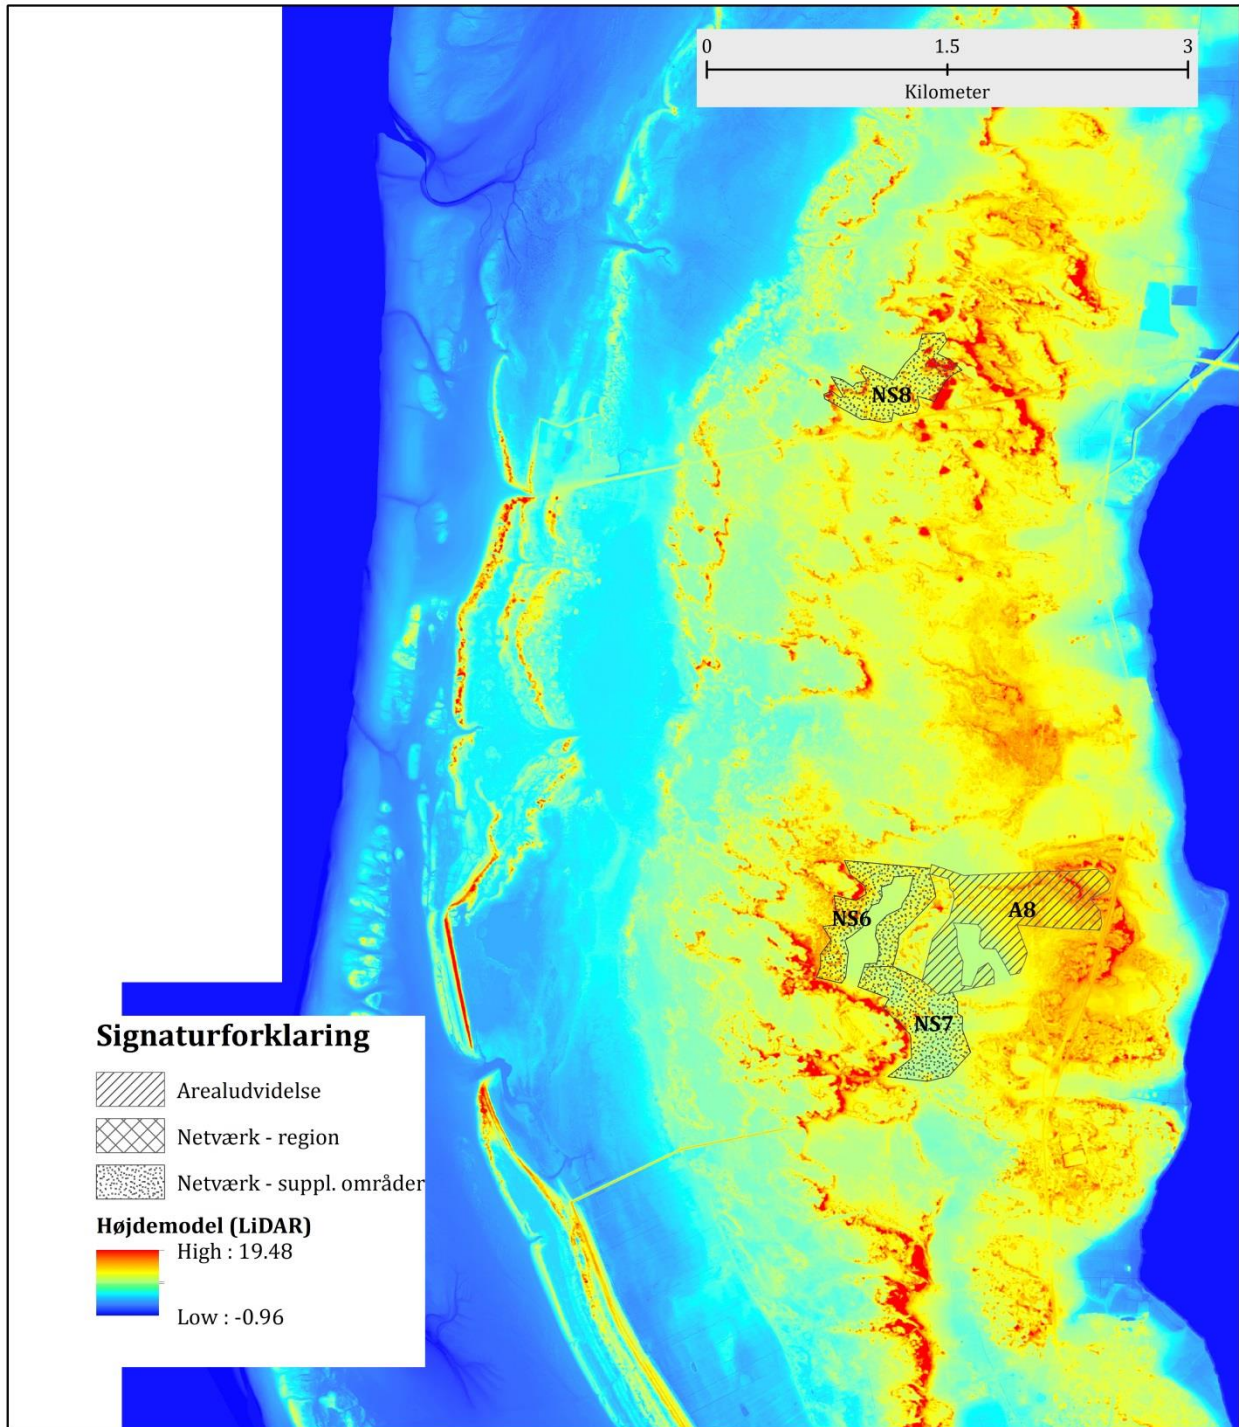 0 1.5 3
Kilometer
NS8
NS6
A8
NS7
Signaturforklaring
Arealudvidelse
Netværk - region
Netværk - suppl. områder
Højdemodel (LiDAR)
High : 19.48
Low : -0.96